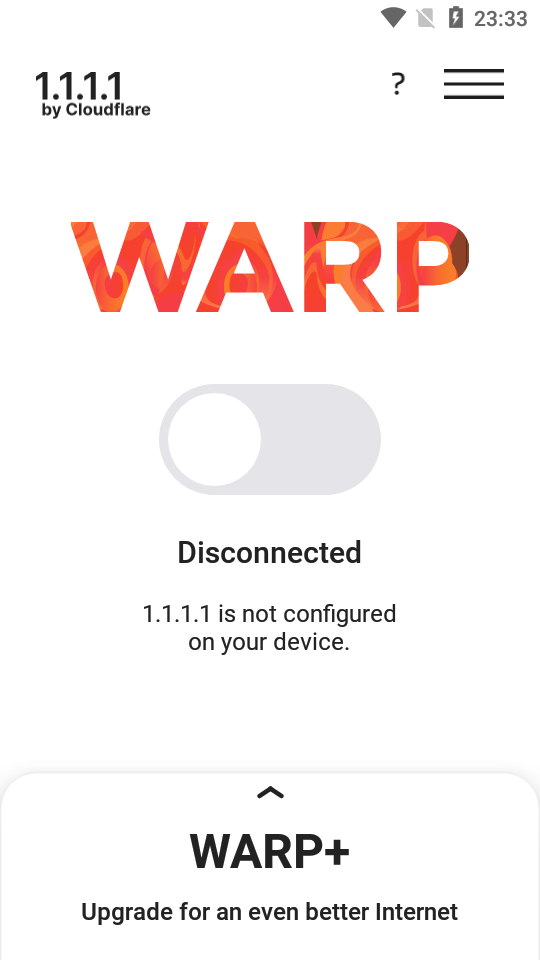 23:33
1.1.1.1
by Cloudflare
?
WARP
Disconnected
1.1.1.1 is not configured
on your device.
WARP+
Upgrade for an even better Internet